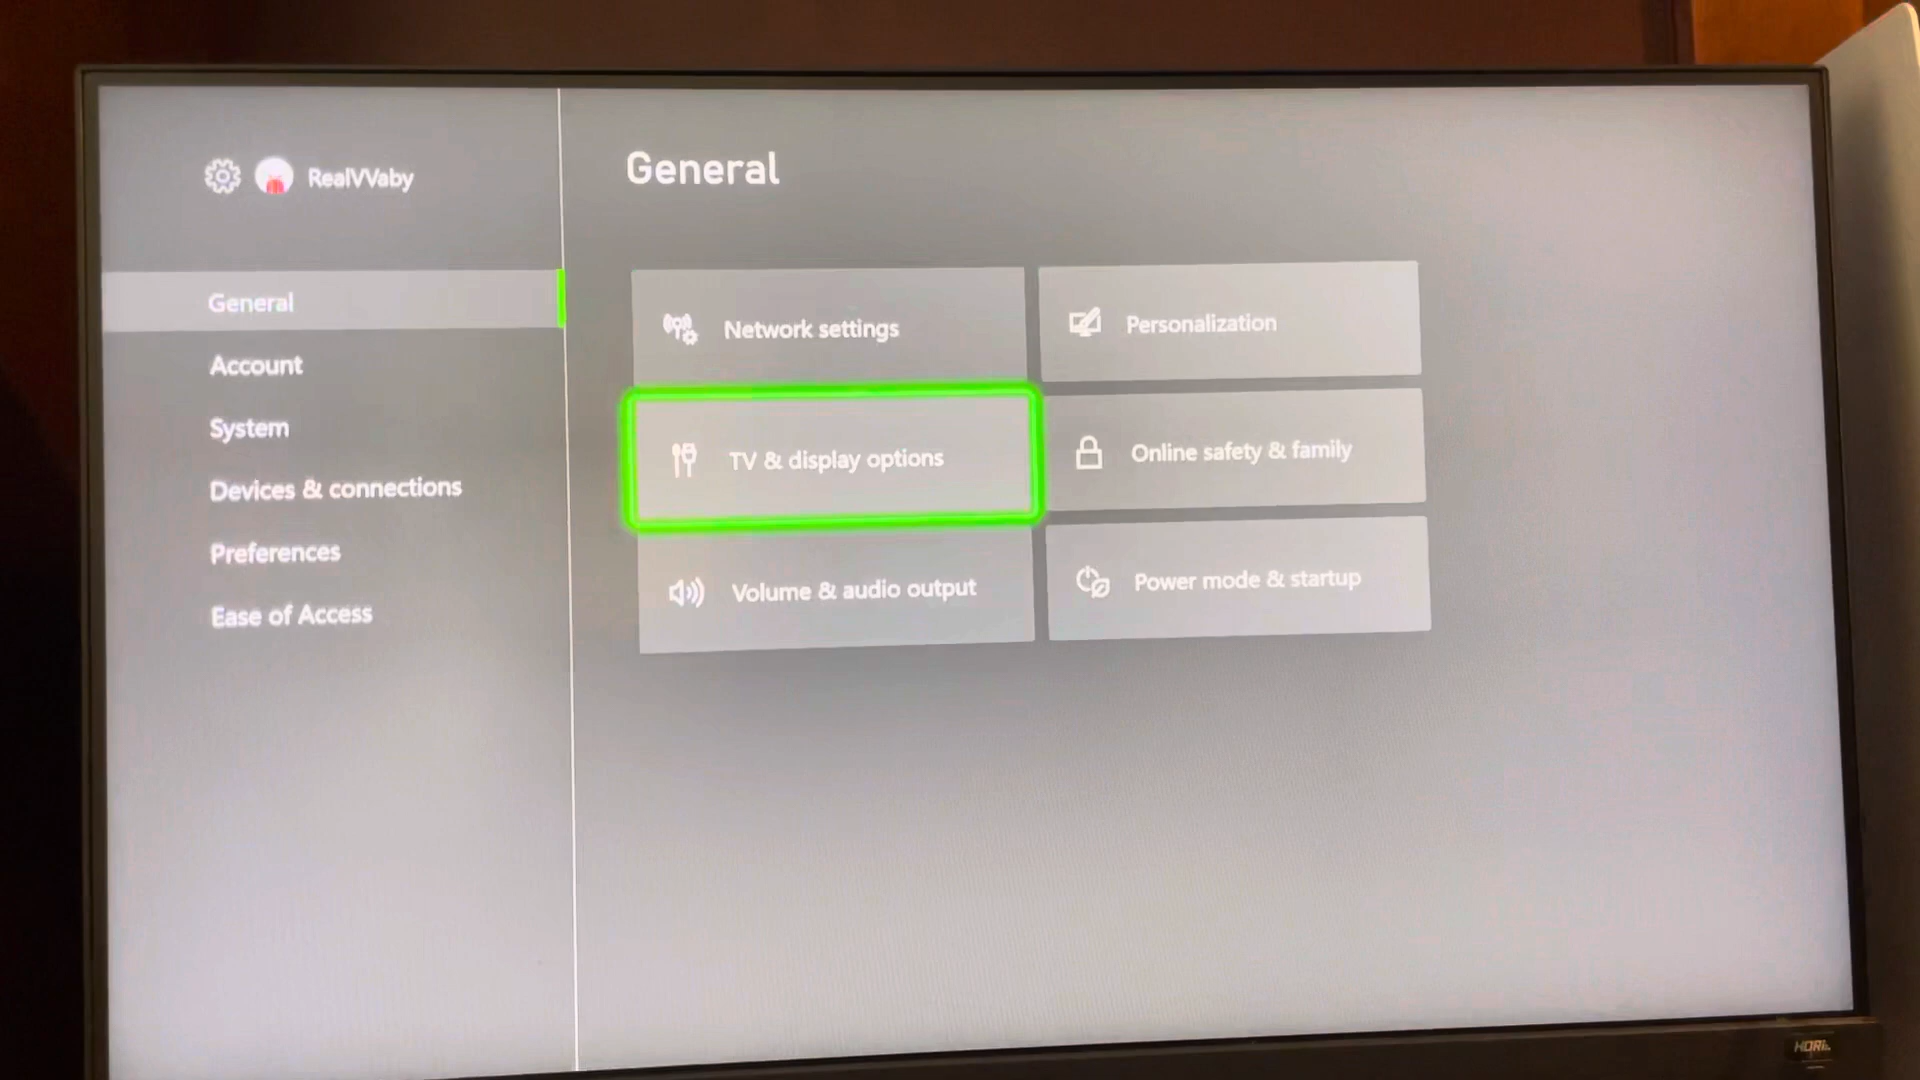 RealVVaby
General
General
Account
System
Devices & connections
Preferences
Ease of Access
Network settings
Personalization
TV & display options
Online safety & family
Volume & audio output
Power mode & startup
HORI